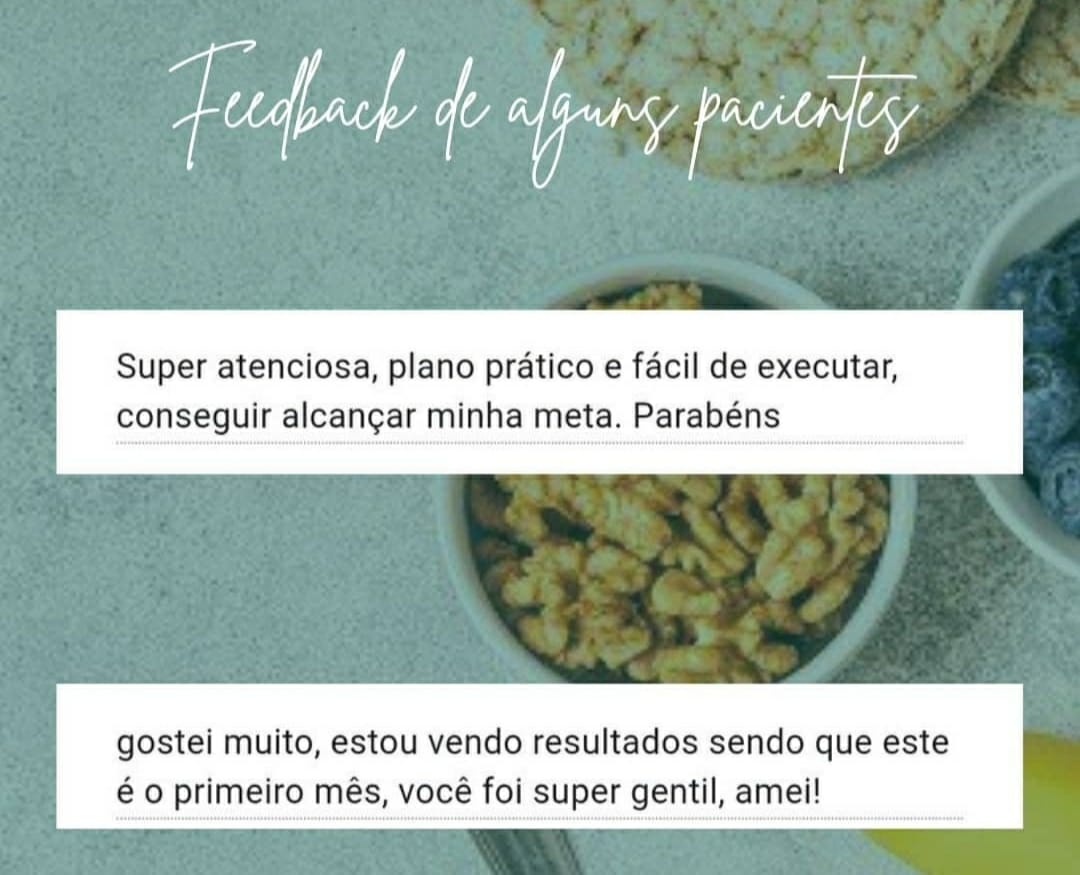 Feedback de alguns pacientes
Super atenciosa, plano prático e fácil de executar,
conseguir alcançar minha meta. Parabéns
gostei muito, estou vendo resultados sendo que este
é o primeiro mês, você foi super gentil, amei!